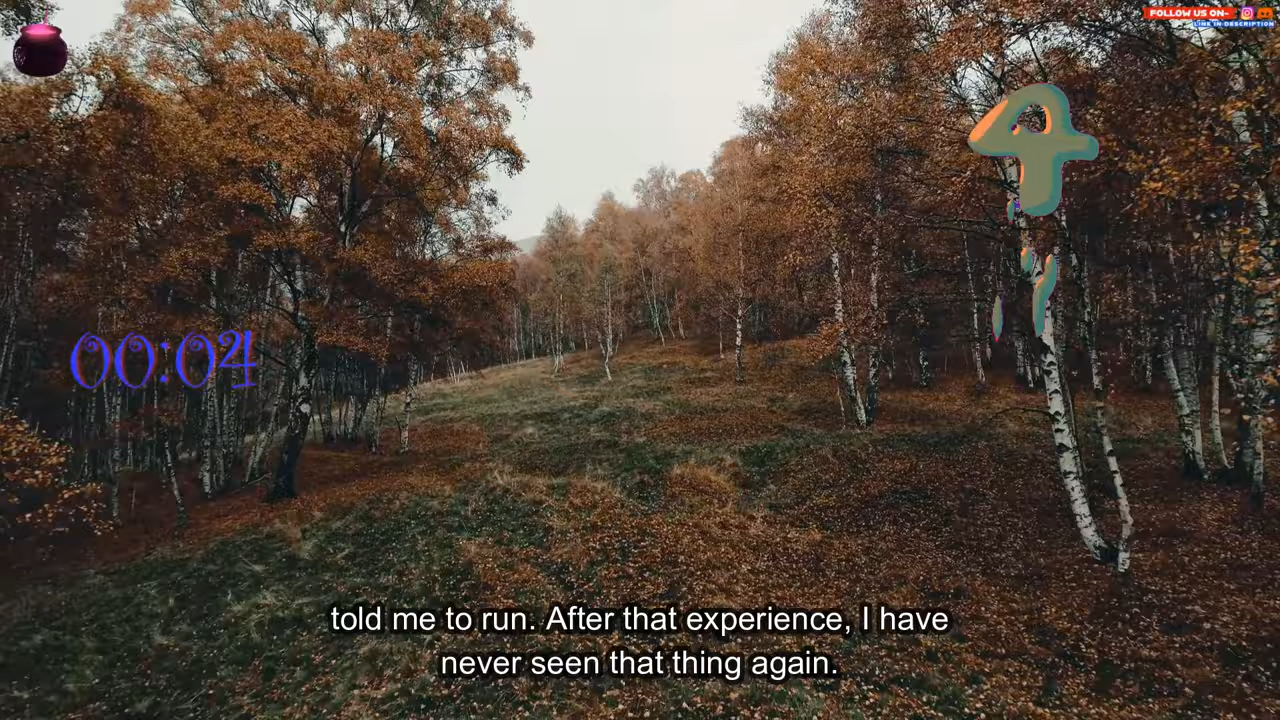 FOLLOW US ON-
LINK IN DESCRIPTION
4
00:04
told me to run. After that experience, I have
never seen that thing again.